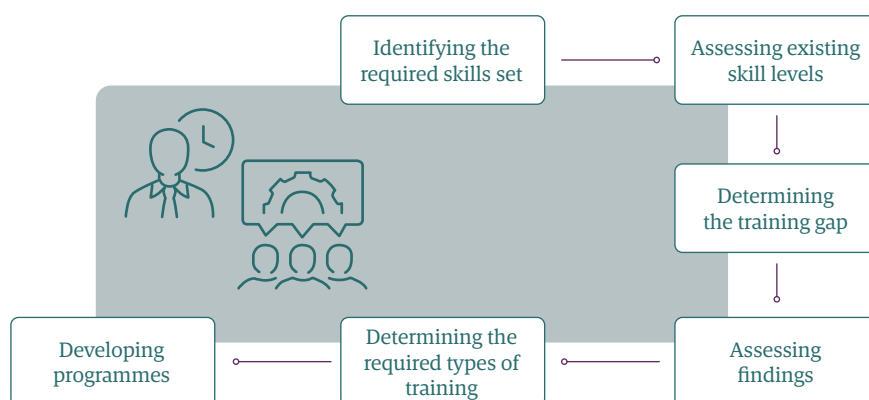 Identifying the
required skills set
Assessing existing
skill levels
Determining
the training gap
Assessing
findings
Determining the
required types of
training
Developing
programmes